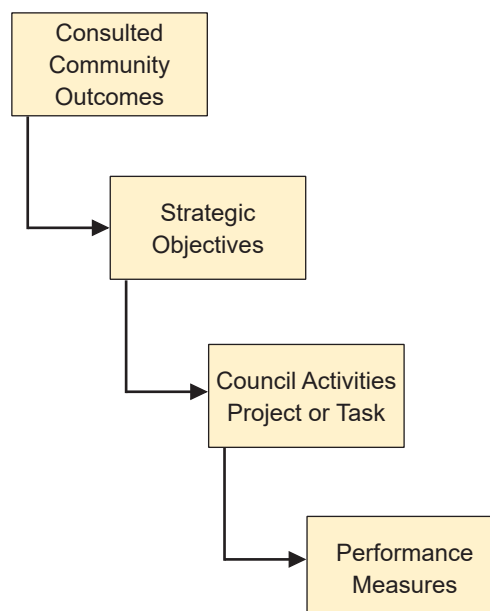 Consulted
Community
Outcomes
Strategic
Objectives
Council Activities
Project or Task
Performance
Measures